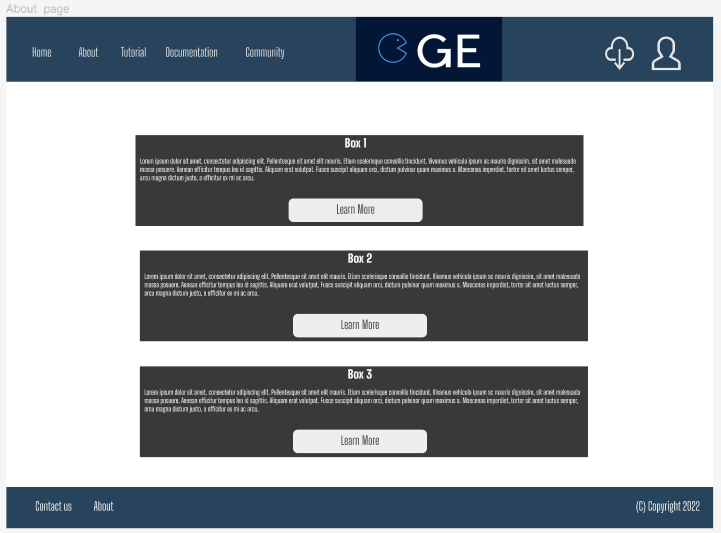 About page
Home About Tutorial Documentation Community
GE
Box 1
Lorem ipsum dolor sit amet, consectetur adipiscing elit. Pellentesque sit amet elit mauris. Etiam scelerisque convallis tincidunt. Vivamus vehicula ipsum ac mauris dignissim, sit amet malesuada
massa posuere. Aenean efficitur tempus leo id sagittis. Aliquam erat volutpat. Fusce suscipit aliquam orci, dictum pulvinar quam maximus a. Maecenas imperdiet, tortor sit amet luctus semper,
arcu magna dictum justo, a efficitur ex mi ac arcu.
Learn More
Box 2
Lorem ipsum dolor sit amet, consectetur adipiscing elit. Pellentesque sit amet elit mauris. Etiam scelerisque convallis tincidunt. Vivamus vehicula ipsum ac mauris dignissim, sit amet malesuada
massa posuere. Aenean efficitur tempus leo id sagittis. Aliquam erat volutpat. Fusce suscipit aliquam orci, dictum pulvinar quam maximus a. Maecenas imperdiet, tortor sit amet luctus semper,
arcu magna dictum justo, a efficitur ex mi ac arcu.
Learn More
Box 3
Lorem ipsum dolor sit amet, consectetur adipiscing elit. Pellentesque sit amet elit mauris. Etiam scelerisque convallis tincidunt. Vivamus vehicula ipsum ac mauris dignissim, sit amet malesuada
massa posuere. Aenean efficitur tempus leo id sagittis. Aliquam erat volutpat. Fusce suscipit aliquam orci, dictum pulvinar quam maximus a. Maecenas imperdiet, tortor sit amet luctus semper,
arcu magna dictum justo, a efficitur ex mi ac arcu.
Learn More
Contact us About (C) Copyright 2022